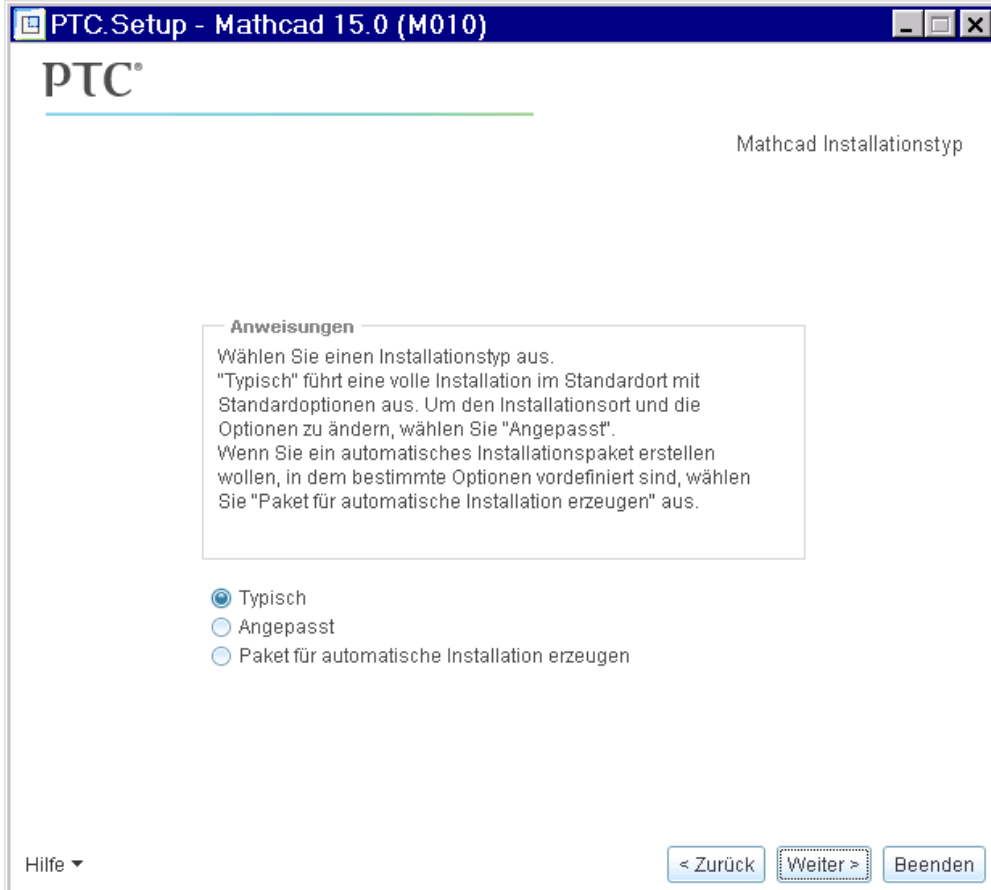 PTC.Setup - Mathcad 15.0 (M010)
PTC®
Mathcad Installationstyp
Anweisungen
Wählen Sie einen Installationstyp aus.
"Typisch" führt eine volle Installation im Standardort mit
Standardoptionen aus. Um den Installationsort und die
Optionen zu ändern, wählen Sie "Angepasst".
Wenn Sie ein automatisches Installationspaket erstellen
wollen, in dem bestimmte Optionen vordefiniert sind, wählen
Sie "Paket für automatische Installation erzeugen" aus.
Typisch
Angepasst
Paket für automatische Installation erzeugen
Hilfe
< Zurück
Weiter >
Beenden